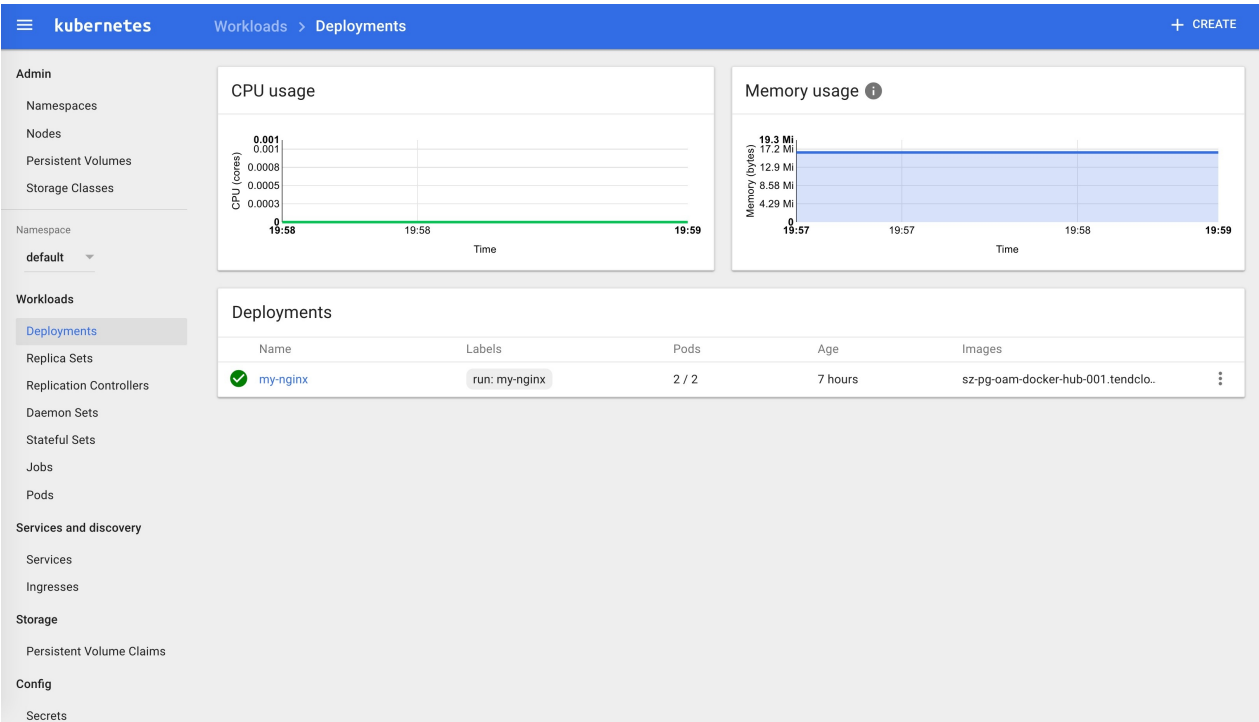 kubernetes
Workloads > Deployments
+ CREATE
Admin
Namespaces
Nodes
Persistent Volumes
Storage Classes
Namespace
default
Workloads
Deployments
Replica Sets
Replication Controllers
Daemon Sets
Stateful Sets
Jobs
Pods
Services and discovery
Services
Ingresses
Storage
Persistent Volume Claims
Config
Secrets
CPU usage
CPU (cores)
0.001
0.001
0.0008
0.0005
0.0003
0
19:58 19:58 19:59
Time
Memory usage i
Memory (bytes)
19.3 Mi
17.2 Mi
12.9 Mi
8.58 Mi
4.29 Mi
0
19:57 19:57 19:58 19:59
Time
Deployments
Name Labels Pods Age Images
my-nginx run: my-nginx 2 / 2 7 hours sz-pg-oam-docker-hub-001.tendclo..